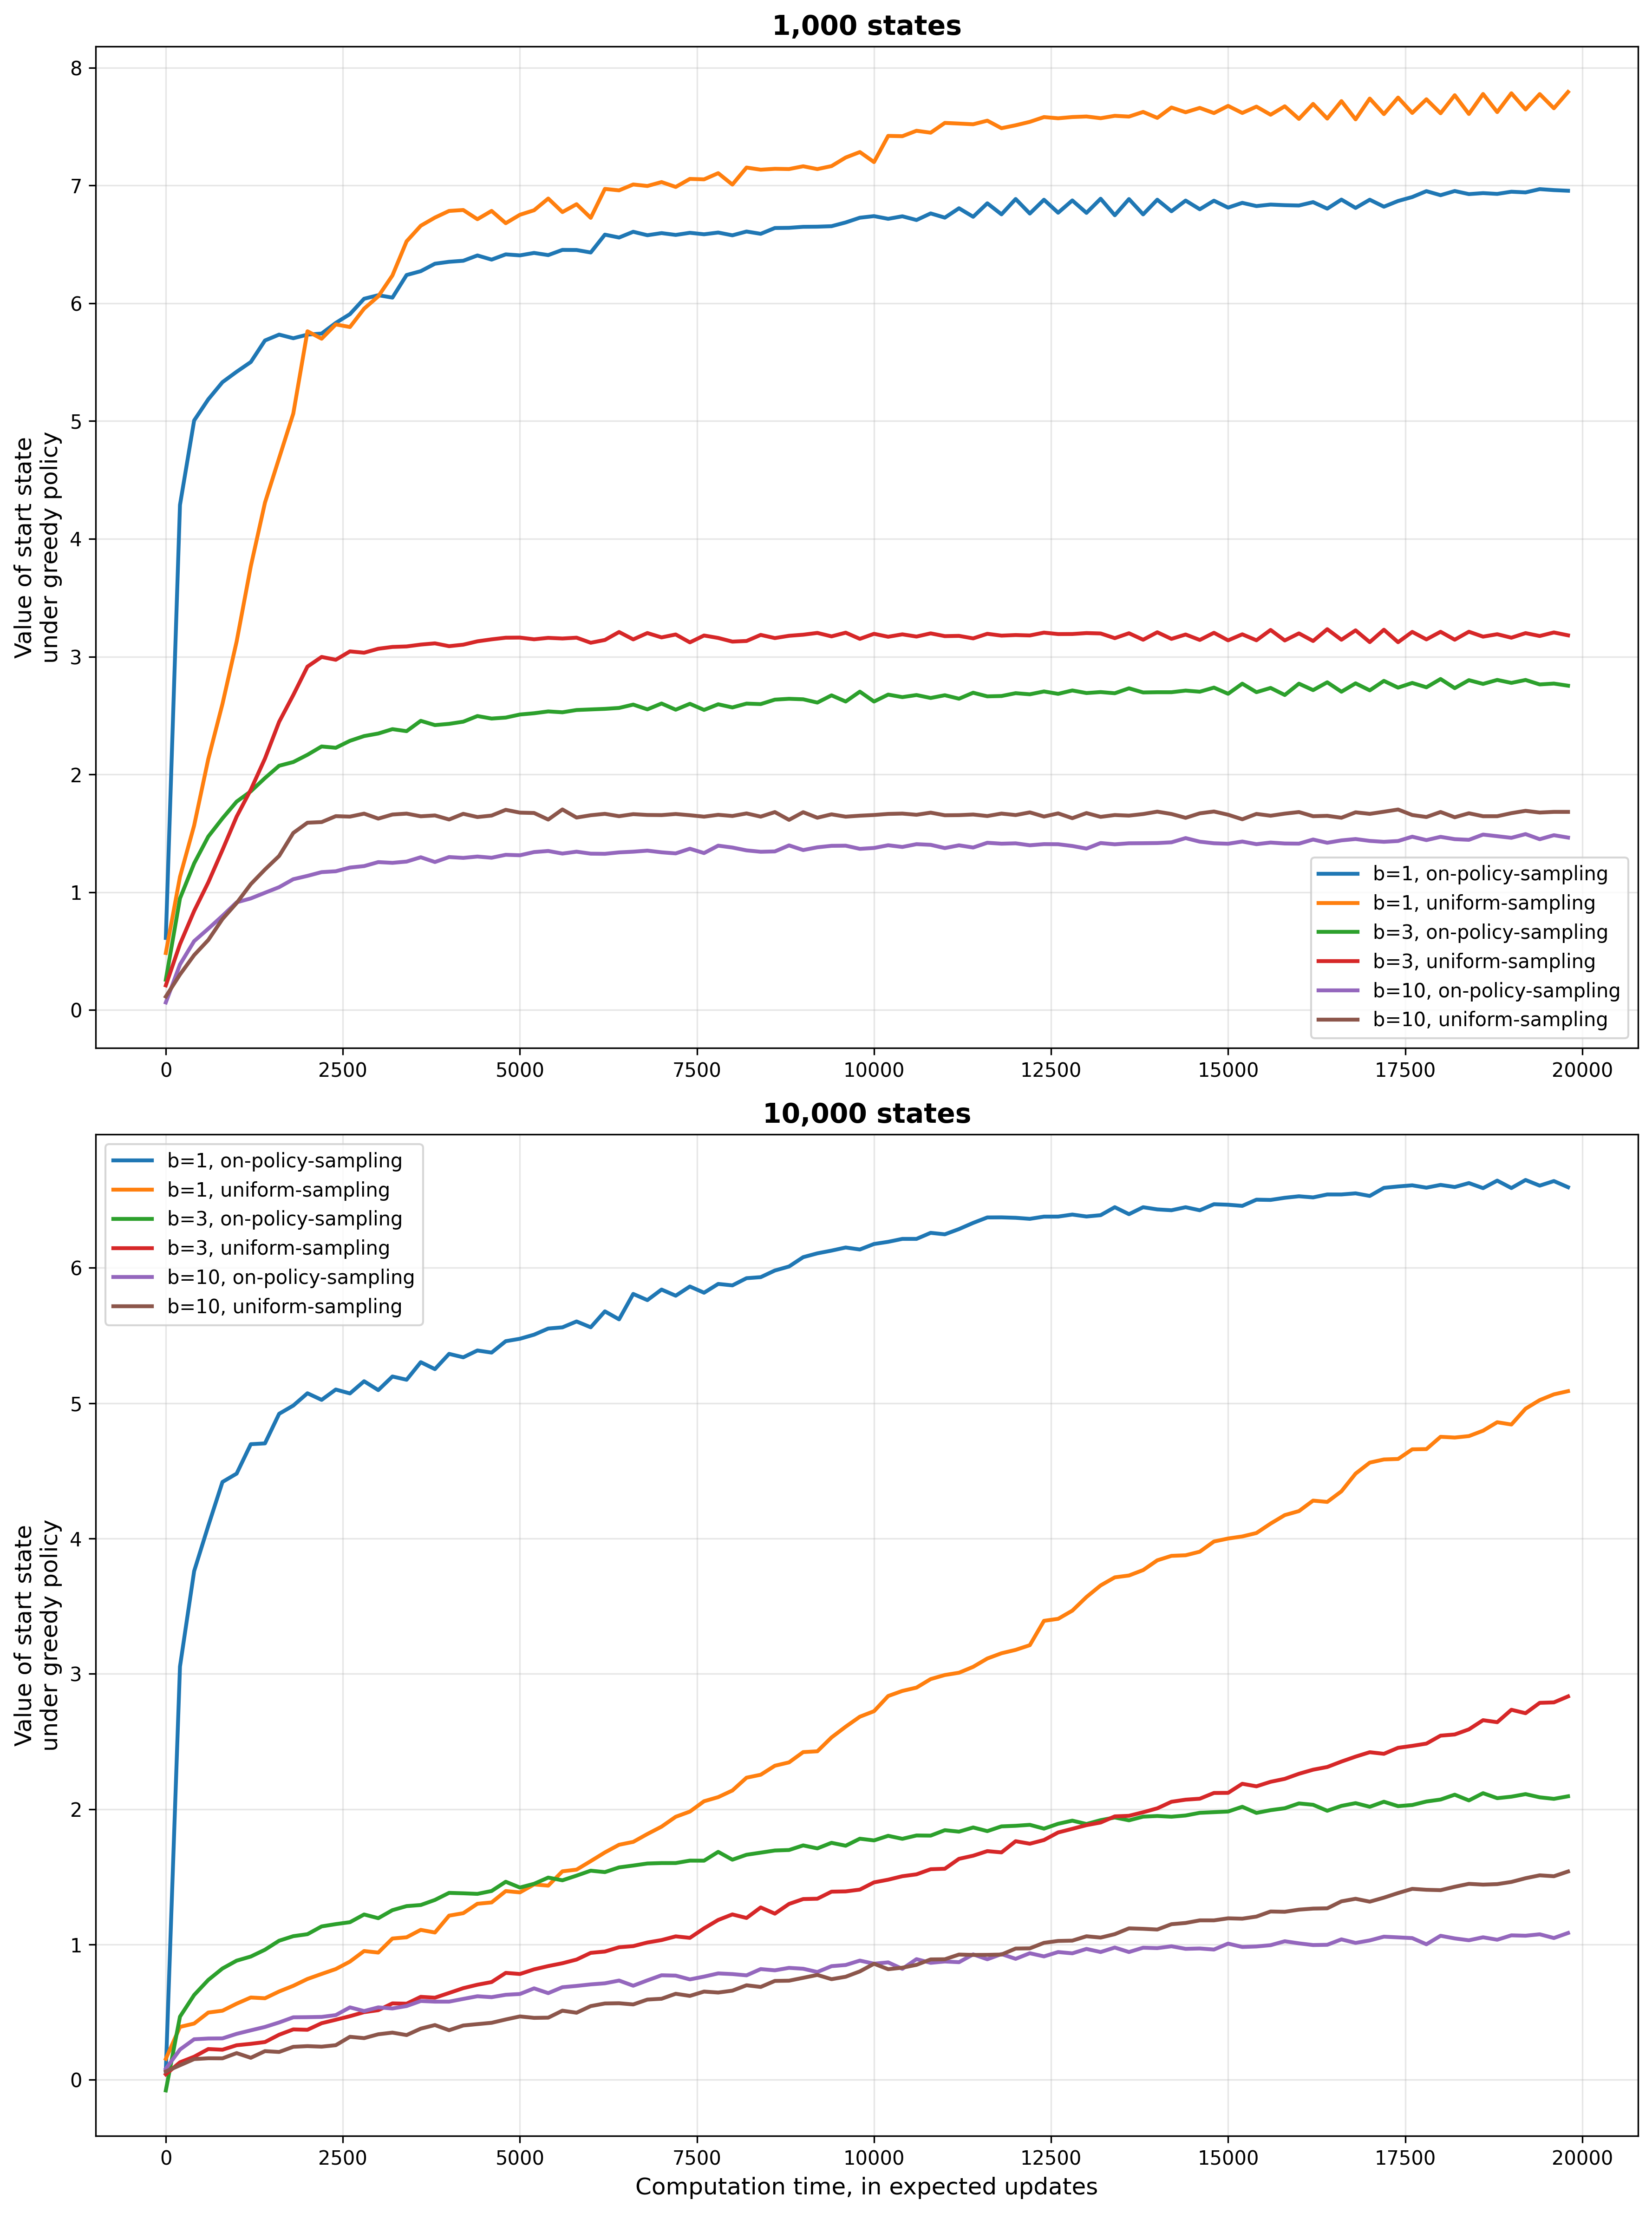 1,000 states
8
7
6
5
4
3
2
1
0
Value of start state
under greedy policy
b=1, on-policy-sampling
b=1, uniform-sampling
b=3, on-policy-sampling
b=3, uniform-sampling
b=10, on-policy-sampling
b=10, uniform-sampling
0 2500 5000 7500 10000 12500 15000 17500 20000
10,000 states
b=1, on-policy-sampling
b=1, uniform-sampling
b=3, on-policy-sampling
b=3, uniform-sampling
b=10, on-policy-sampling
b=10, uniform-sampling
6
5
4
3
2
1
0
Value of start state
under greedy policy
0 2500 5000 7500 10000 12500 15000 17500 20000
Computation time, in expected updates